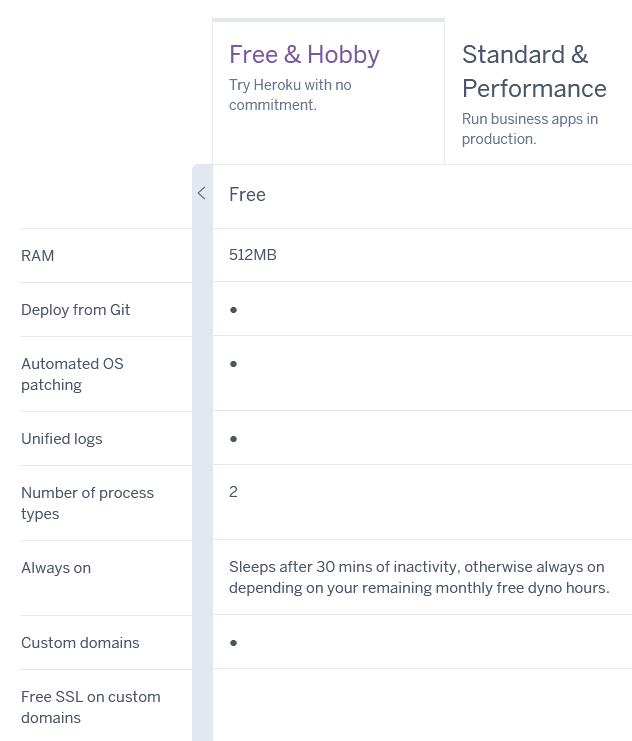 Free & Hobby
Try Heroku with no
commitment.
Standard &
Performance
Run business apps in
production.
Free
RAM
512MB
Deploy from Git
●
Automated OS
patching
●
Unified logs
●
Number of process
types
2
Always on
Sleeps after 30 mins of inactivity, otherwise always on
depending on your remaining monthly free dyno hours.
Custom domains
●
Free SSL on custom
domains